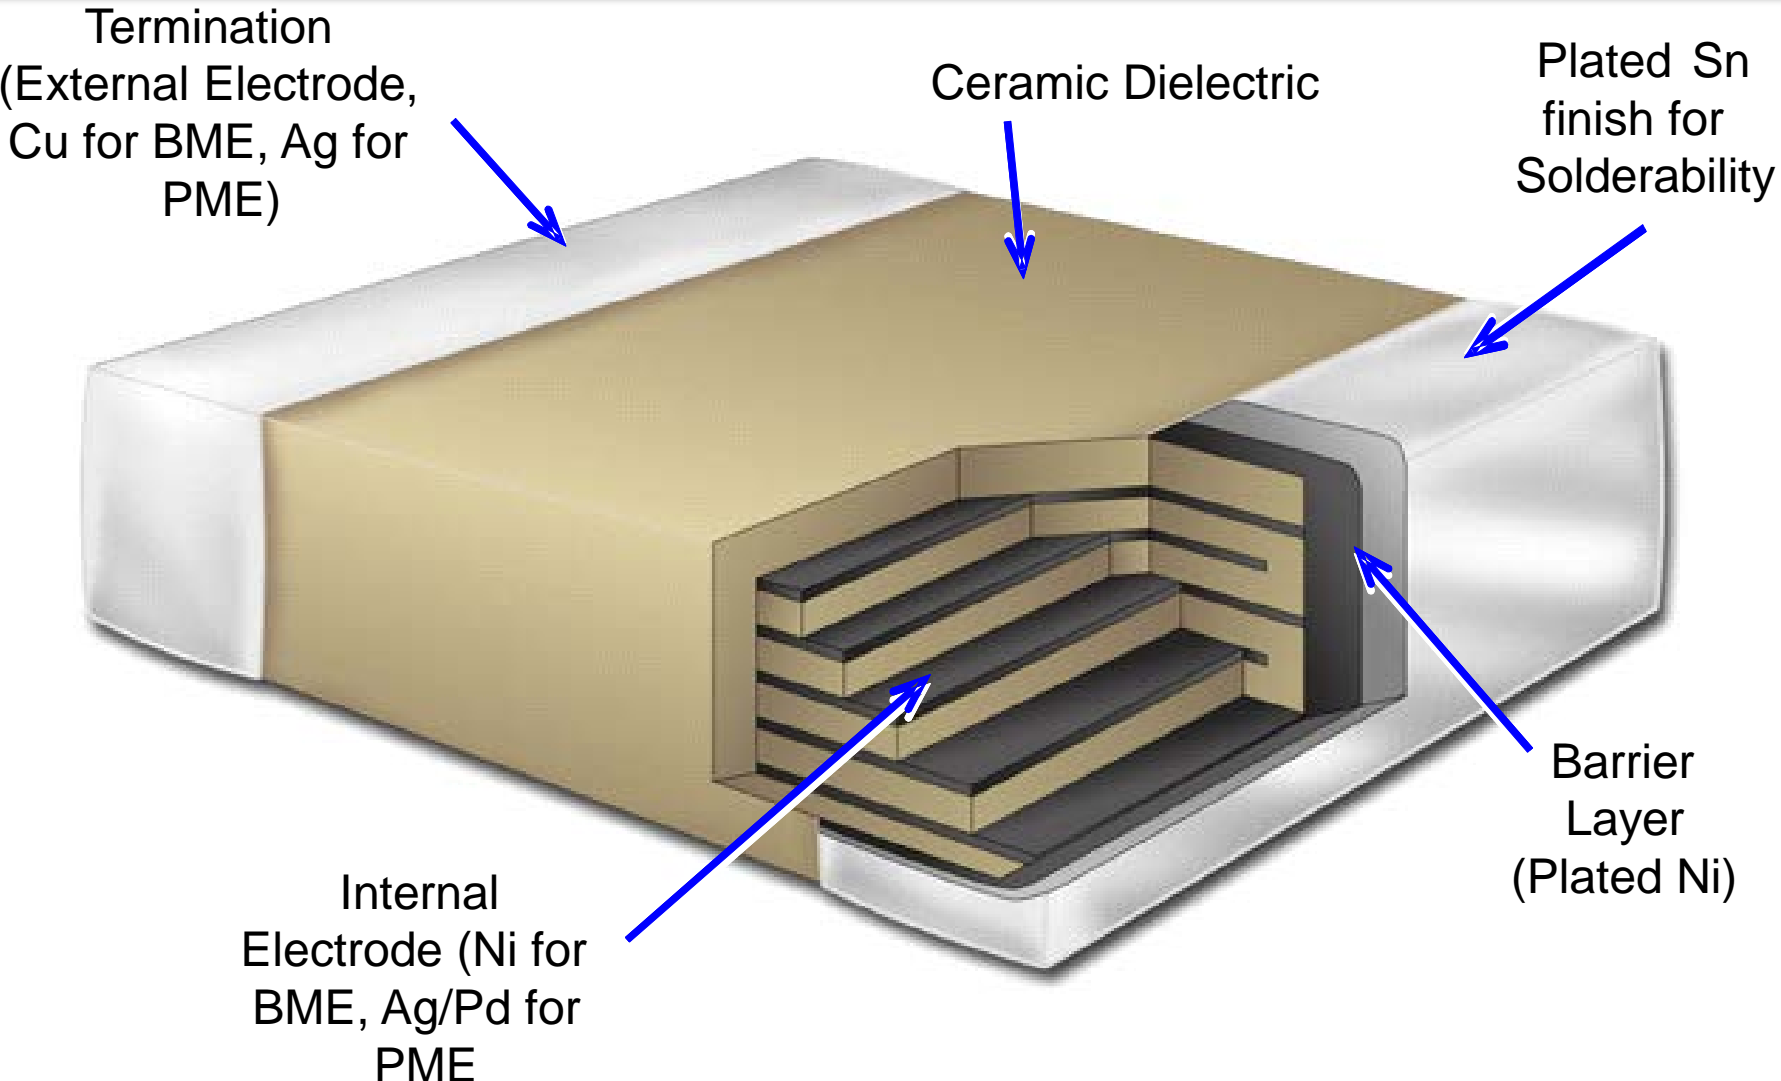 Termination
(External Electrode,
Cu for BME, Ag for
PME)
Ceramic Dielectric
Plated Sn
finish for
Solderability
Internal
Electrode (Ni for
BME, Ag/Pd for
PME
Barrier
Layer
(Plated Ni)